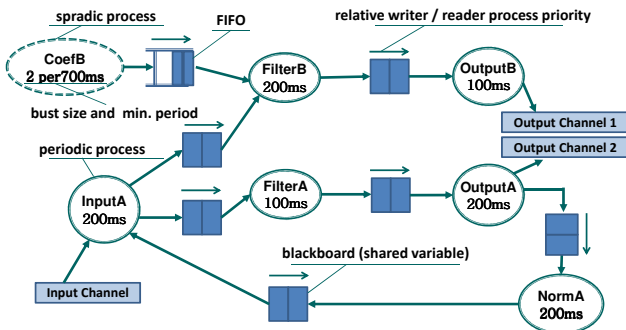 spradic process
FIFO
relative writer / reader process priority
CoefB
2 per700ms
FilterB
200ms
OutputB
100ms
bust size and min. period
Output Channel 1
Output Channel 2
periodic process
InputA
200ms
FilterA
100ms
OutputA
200ms
blackboard (shared variable)
Input Channel
NormA
200ms